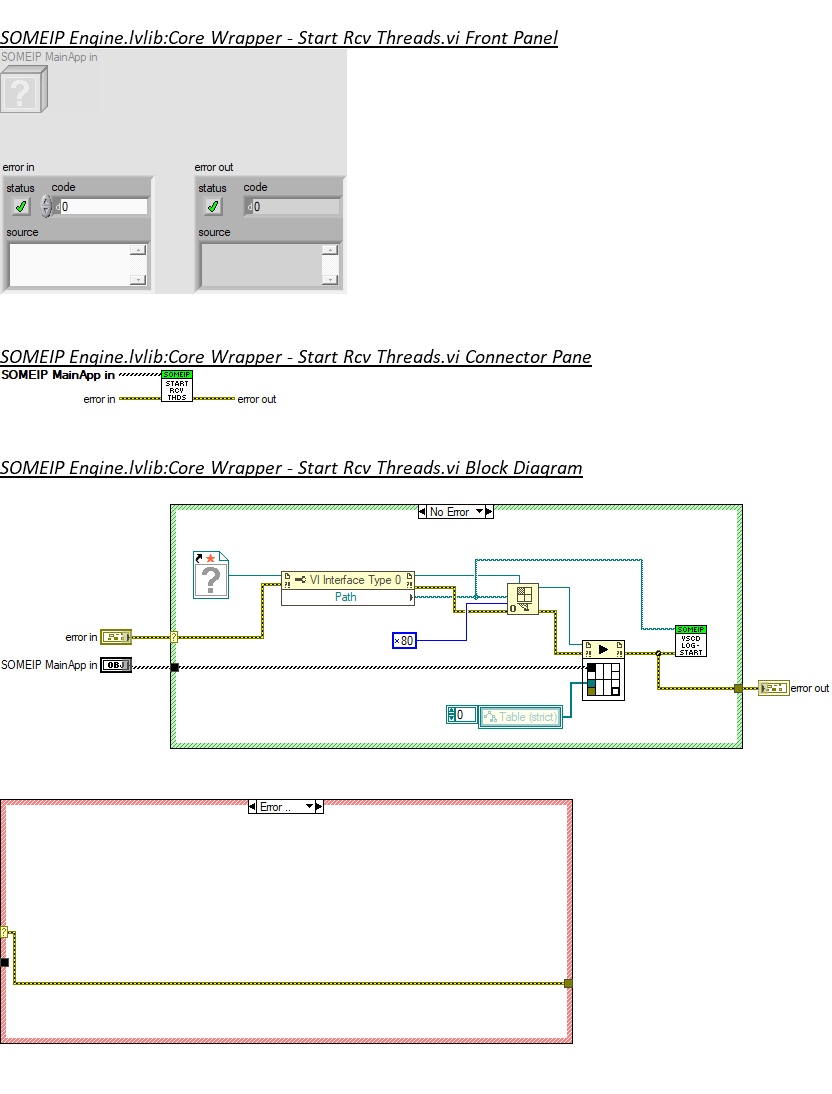 SOMEIP Engine.lvlib:Core Wrapper - Start Rcv Threads.vi Front Panel
SOMEIP MainApp in
?
error in
error out
status code
status code
d 0
d 0
source
source
SOMEIP Engine.lvlib:Core Wrapper - Start Rcv Threads.vi Connector Pane
SOMEIP MainApp in
SOMEIP
START
RCV
THDS
error in
error out
SOMEIP Engine.lvlib:Core Wrapper - Start Rcv Threads.vi Block Diagram
No Error
?
VI Interface Type 0
Path
?!
?!
0
SOMEIP
VSCD
LOG-
START
error in
?
×80
?!
?!
SOMEIP MainApp in
OBJ
error out
0
Table (strict)
Error ..
?